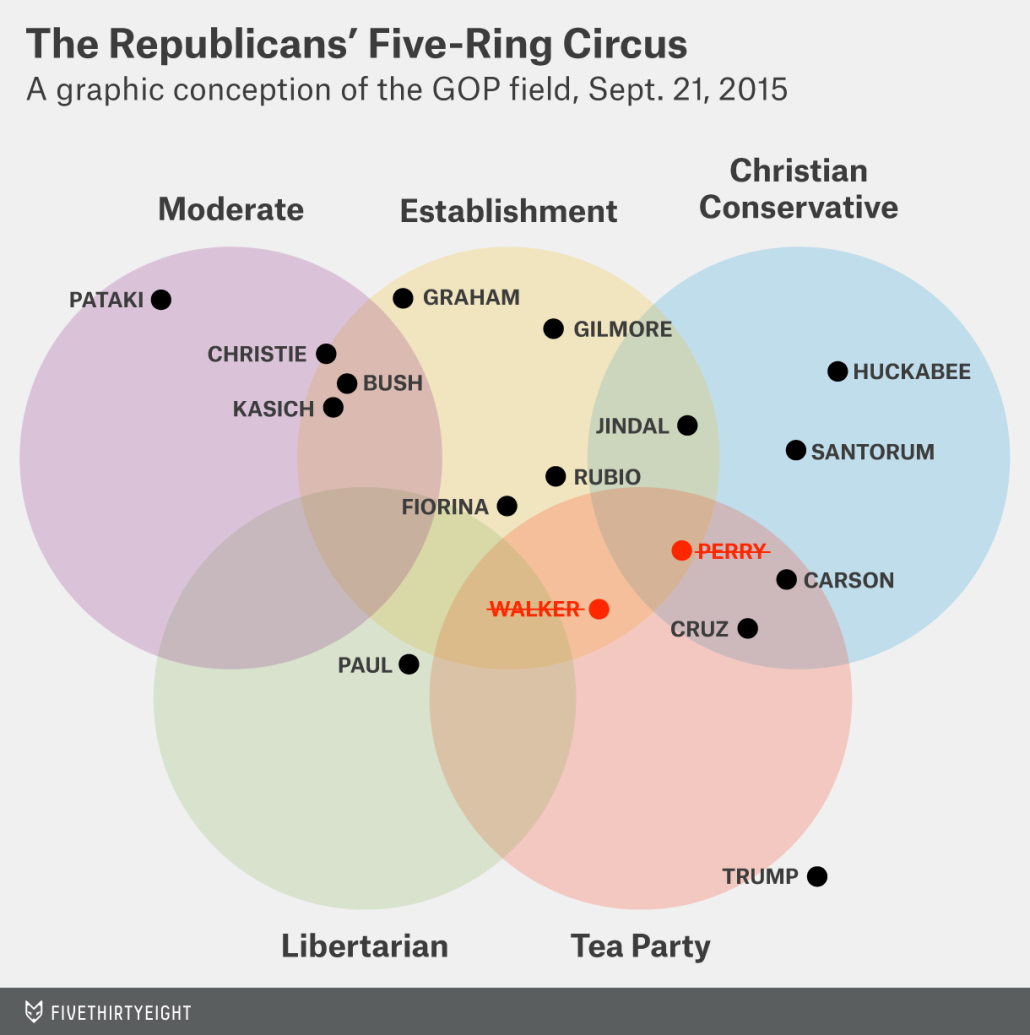 The Republicans’ Five-Ring Circus
A graphic conception of the GOP field, Sept. 21, 2015
Moderate
Establishment
Christian
Conservative
PATAKI
GRAHAM
GILMORE
CHRISTIE
HUCKABEE
BUSH
KASICH
JINDAL
SANTORUM
RUBIO
FIORINA
PERRY
CARSON
WALKER
CRUZ
PAUL
TRUMP
Libertarian
Tea Party
FIVETHIRTYEIGHT